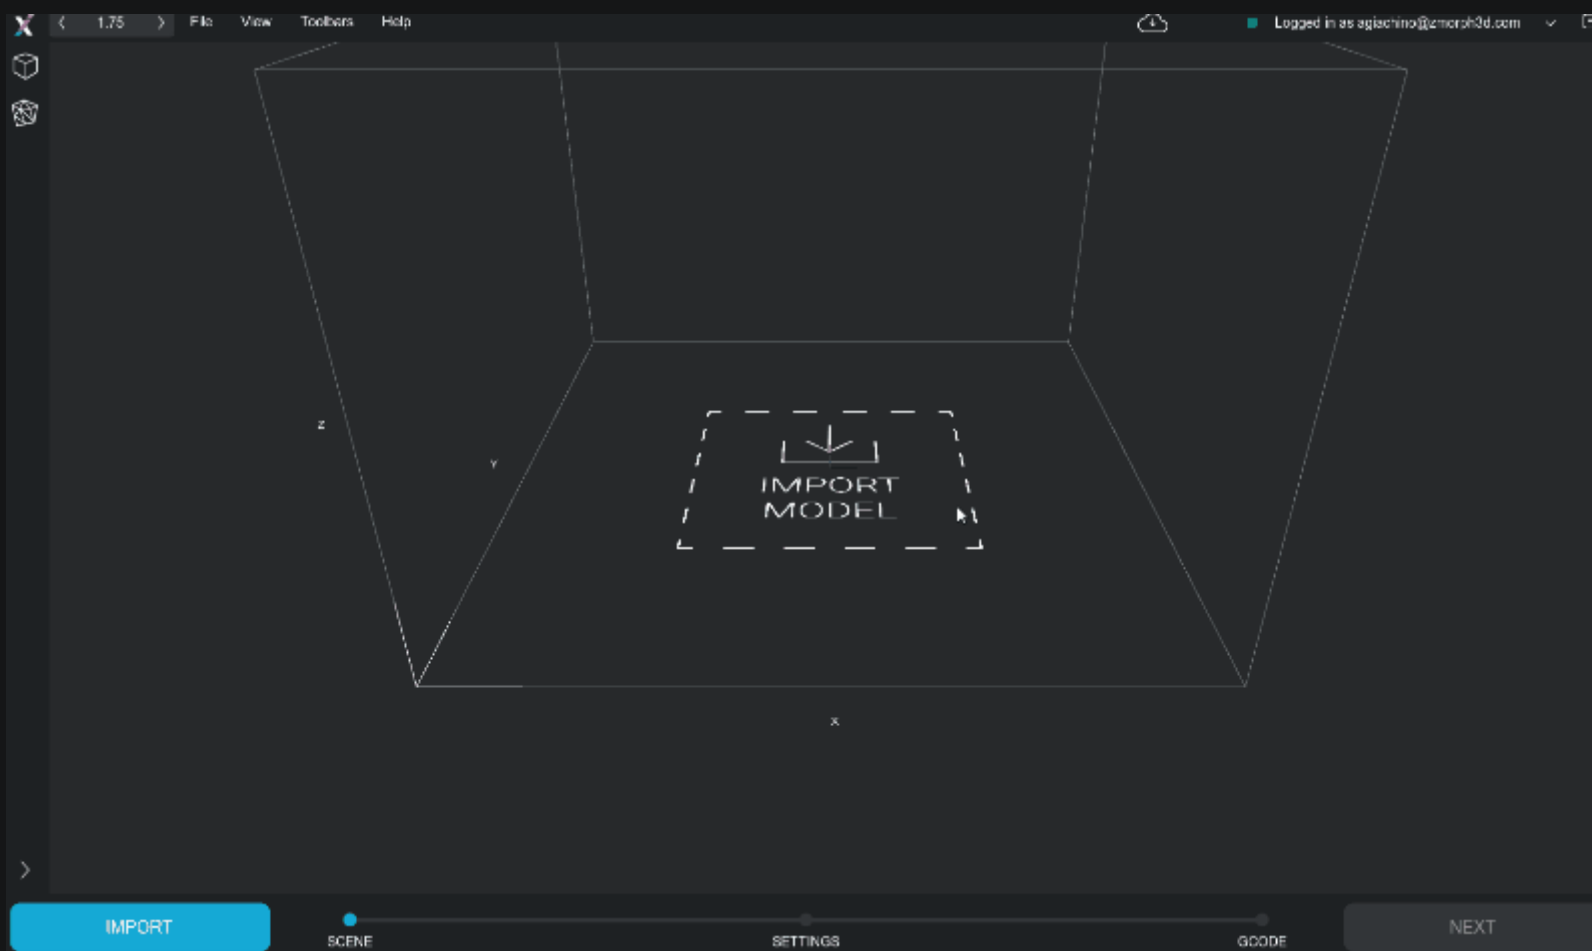 1.75 File View Toolbars Help Logged in as agiachino@zmorph3d.com
Z
Y
IMPORT
MODEL
X
IMPORT SCENE SETTINGS GCODE NEXT